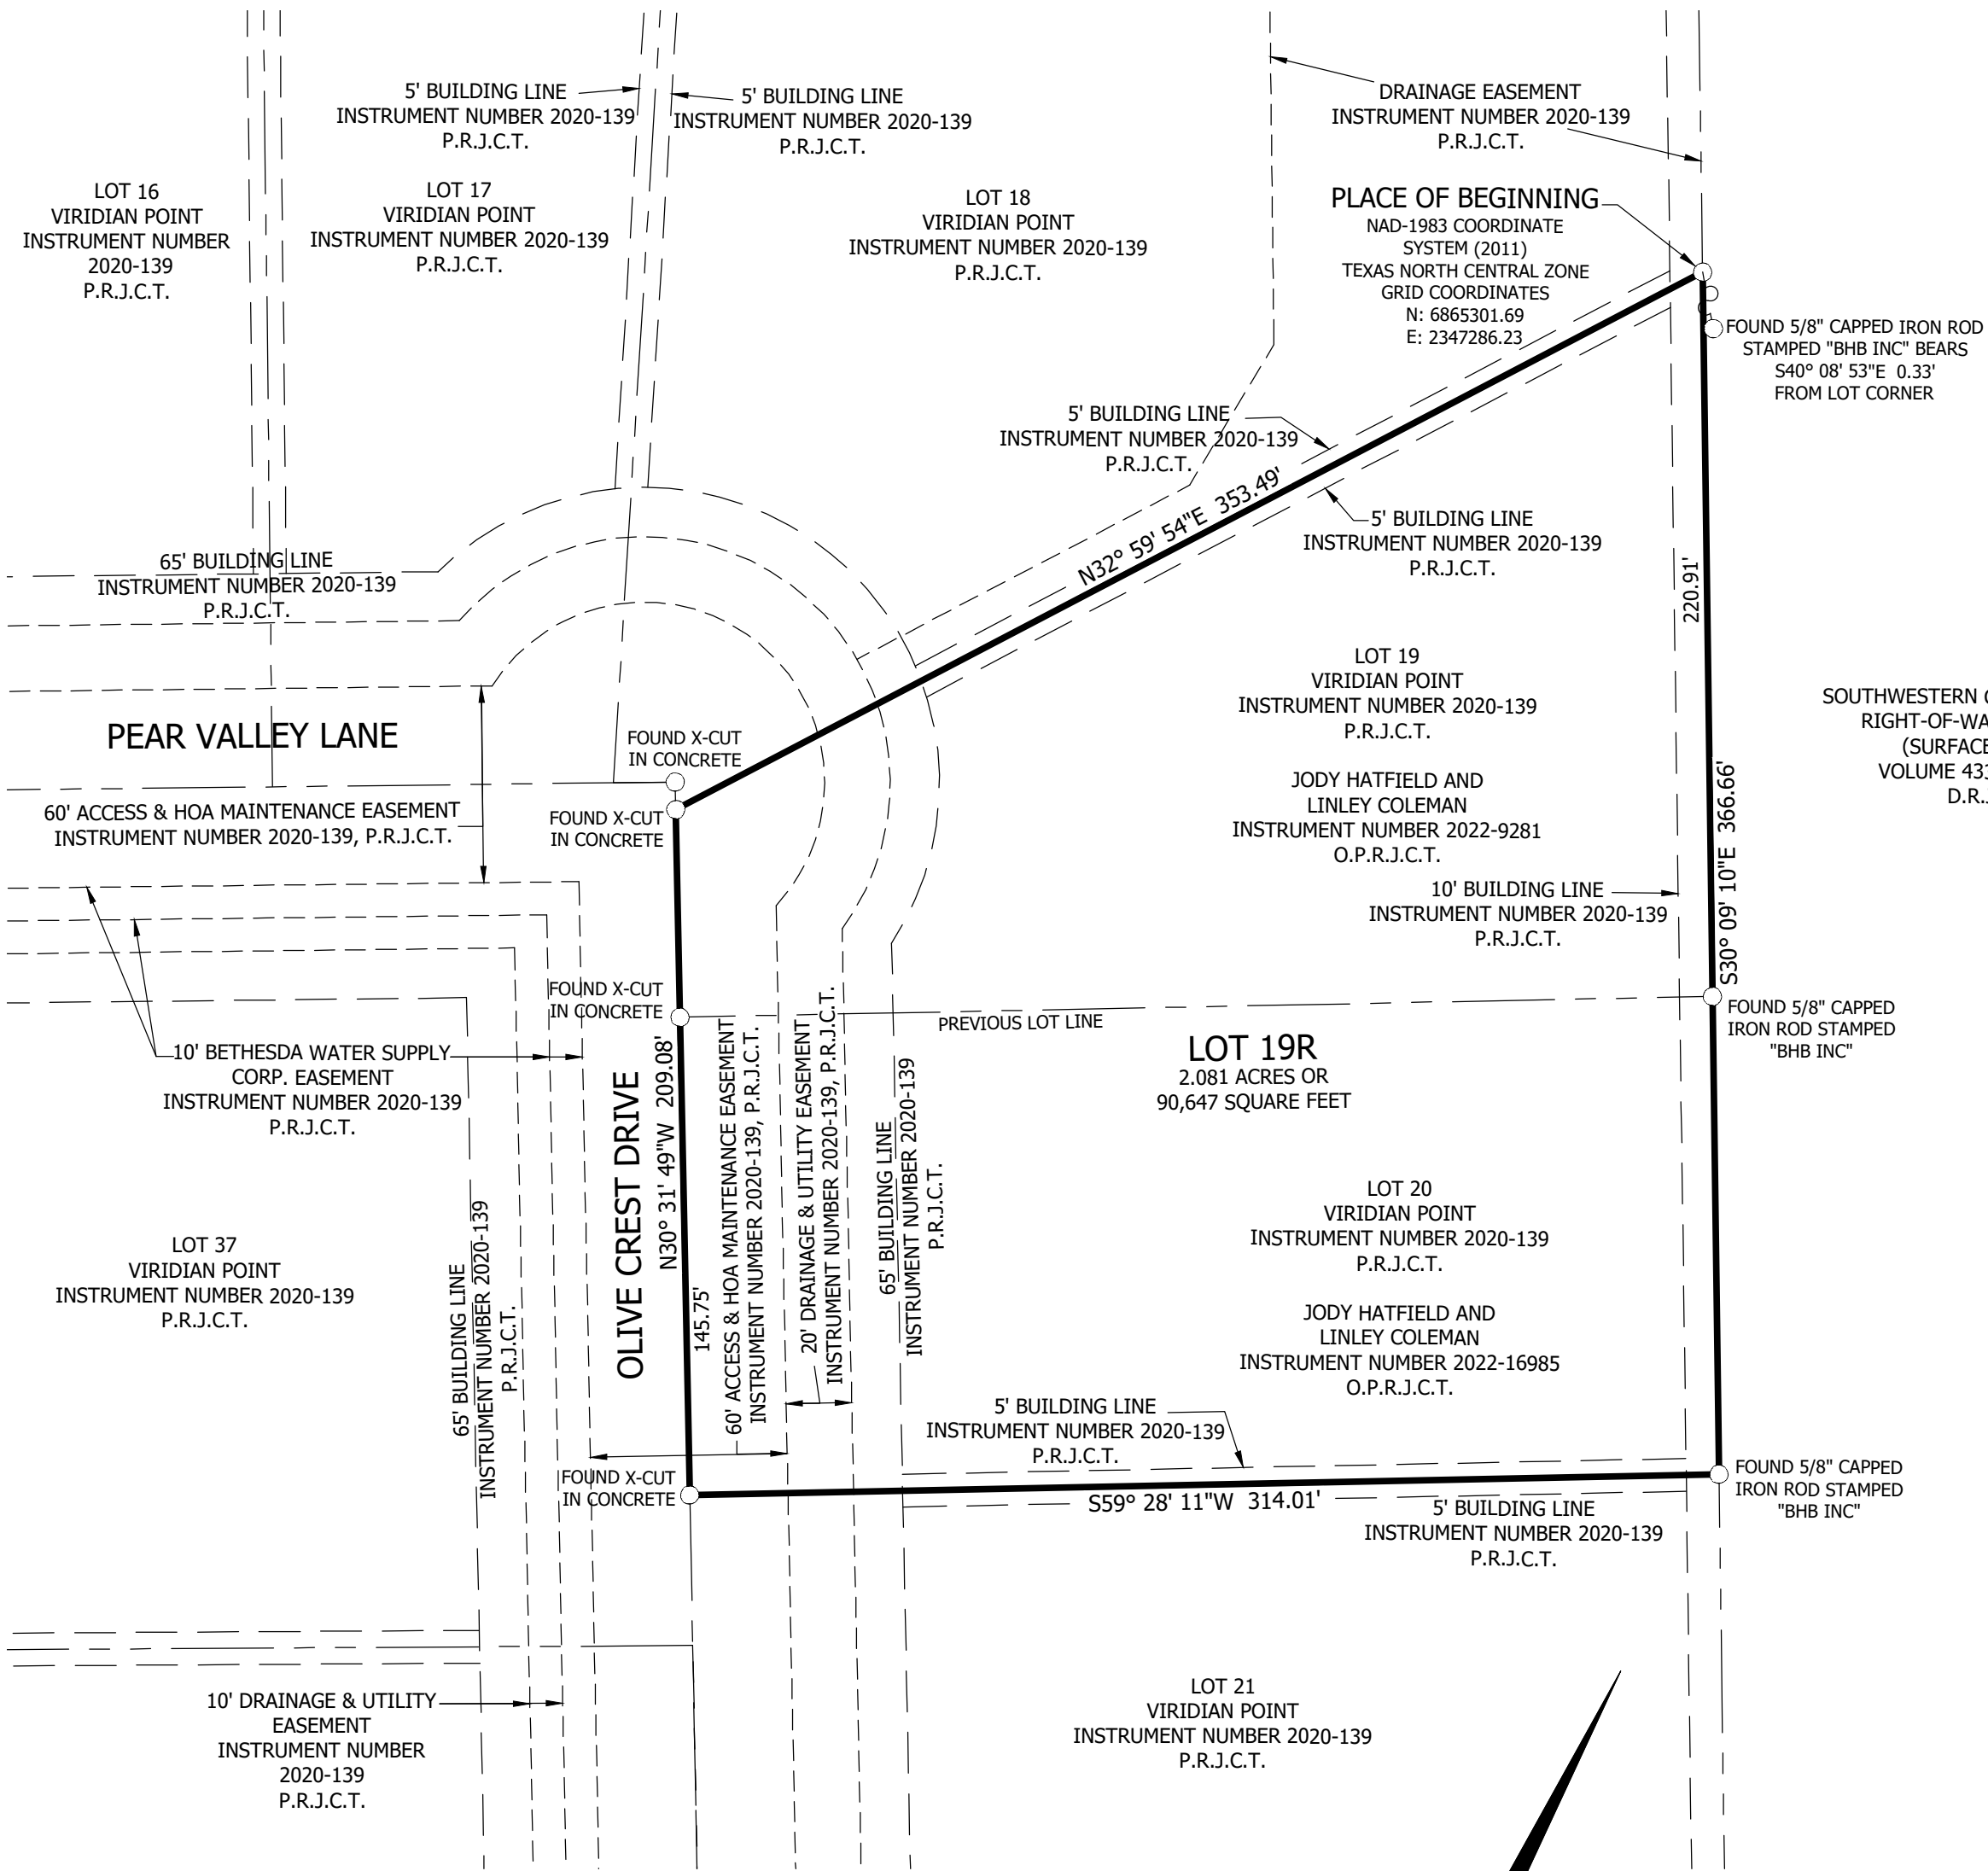 5' BUILDING LINE
INSTRUMENT NUMBER 2020-139
P.R.J.C.T.
5' BUILDING LINE
INSTRUMENT NUMBER 2020-139
P.R.J.C.T.
DRAINAGE EASEMENT
INSTRUMENT NUMBER 2020-139
P.R.J.C.T.
LOT 16
VIRIDIAN POINT
INSTRUMENT NUMBER
2020-139
P.R.J.C.T.
LOT 17
VIRIDIAN POINT
INSTRUMENT NUMBER 2020-139
P.R.J.C.T.
LOT 18
VIRIDIAN POINT
INSTRUMENT NUMBER 2020-139
P.R.J.C.T.
PLACE OF BEGINNING
NAD-1983 COORDINATE
SYSTEM (2011)
TEXAS NORTH CENTRAL ZONE
GRID COORDINATES
N: 6865301.69
E: 2347286.23
FOUND 5/8" CAPPED IRON ROD
STAMPED "BHB INC" BEARS
S40° 08' 53"E 0.33'
FROM LOT CORNER
5' BUILDING LINE
INSTRUMENT NUMBER 2020-139
P.R.J.C.T.
N32° 59' 54"E 353.49'
5' BUILDING LINE
INSTRUMENT NUMBER 2020-139
P.R.J.C.T.
65' BUILDING LINE
INSTRUMENT NUMBER 2020-139
P.R.J.C.T.
220.91'
LOT 19
VIRIDIAN POINT
INSTRUMENT NUMBER 2020-139
P.R.J.C.T.
SOUTHWESTERN
RIGHT-OF-WA
(SURFACE
VOLUME 433
D.R.
PEAR VALLEY LANE
FOUND X-CUT
IN CONCRETE
JODY HATFIELD AND
LINLEY COLEMAN
INSTRUMENT NUMBER 2022-9281
O.P.R.J.C.T.
S30° 09' 10"E 366.66'
60' ACCESS & HOA MAINTENANCE EASEMENT
INSTRUMENT NUMBER 2020-139, P.R.J.C.T.
FOUND X-CUT
IN CONCRETE
10' BUILDING LINE
INSTRUMENT NUMBER 2020-139
P.R.J.C.T.
FOUND X-CUT
IN CONCRETE
PREVIOUS LOT LINE
FOUND 5/8" CAPPED
IRON ROD STAMPED
"BHB INC"
LOT 19R
2.081 ACRES OR
90,647 SQUARE FEET
10' BETHESDA WATER SUPPLY
CORP. EASEMENT
INSTRUMENT NUMBER 2020-139
P.R.J.C.T.
OLIVE CREST DRIVE
N30° 31' 49"W 209.08'
145.75'
60' ACCESS & HOA MAINTENANCE EASEMENT
INSTRUMENT NUMBER 2020-139, P.R.J.C.T.
20' DRAINAGE & UTILITY EASEMENT
INSTRUMENT NUMBER 2020-139, P.R.J.C.T.
65' BUILDING LINE
INSTRUMENT NUMBER 2020-139
P.R.J.C.T.
LOT 20
VIRIDIAN POINT
INSTRUMENT NUMBER 2020-139
P.R.J.C.T.
JODY HATFIELD AND
LINLEY COLEMAN
INSTRUMENT NUMBER 2022-16985
O.P.R.J.C.T.
LOT 37
VIRIDIAN POINT
INSTRUMENT NUMBER 2020-139
P.R.J.C.T.
65' BUILDING LINE
INSTRUMENT NUMBER 2020-139
P.R.J.C.T.
5' BUILDING LINE
INSTRUMENT NUMBER 2020-139
P.R.J.C.T.
FOUND X-CUT
IN CONCRETE
S59° 28' 11"W 314.01'
FOUND 5/8" CAPPED
IRON ROD STAMPED
"BHB INC"
5' BUILDING LINE
INSTRUMENT NUMBER 2020-139
P.R.J.C.T.
10' DRAINAGE & UTILITY
EASEMENT
INSTRUMENT NUMBER
2020-139
P.R.J.C.T.
LOT 21
VIRIDIAN POINT
INSTRUMENT NUMBER 2020-139
P.R.J.C.T.